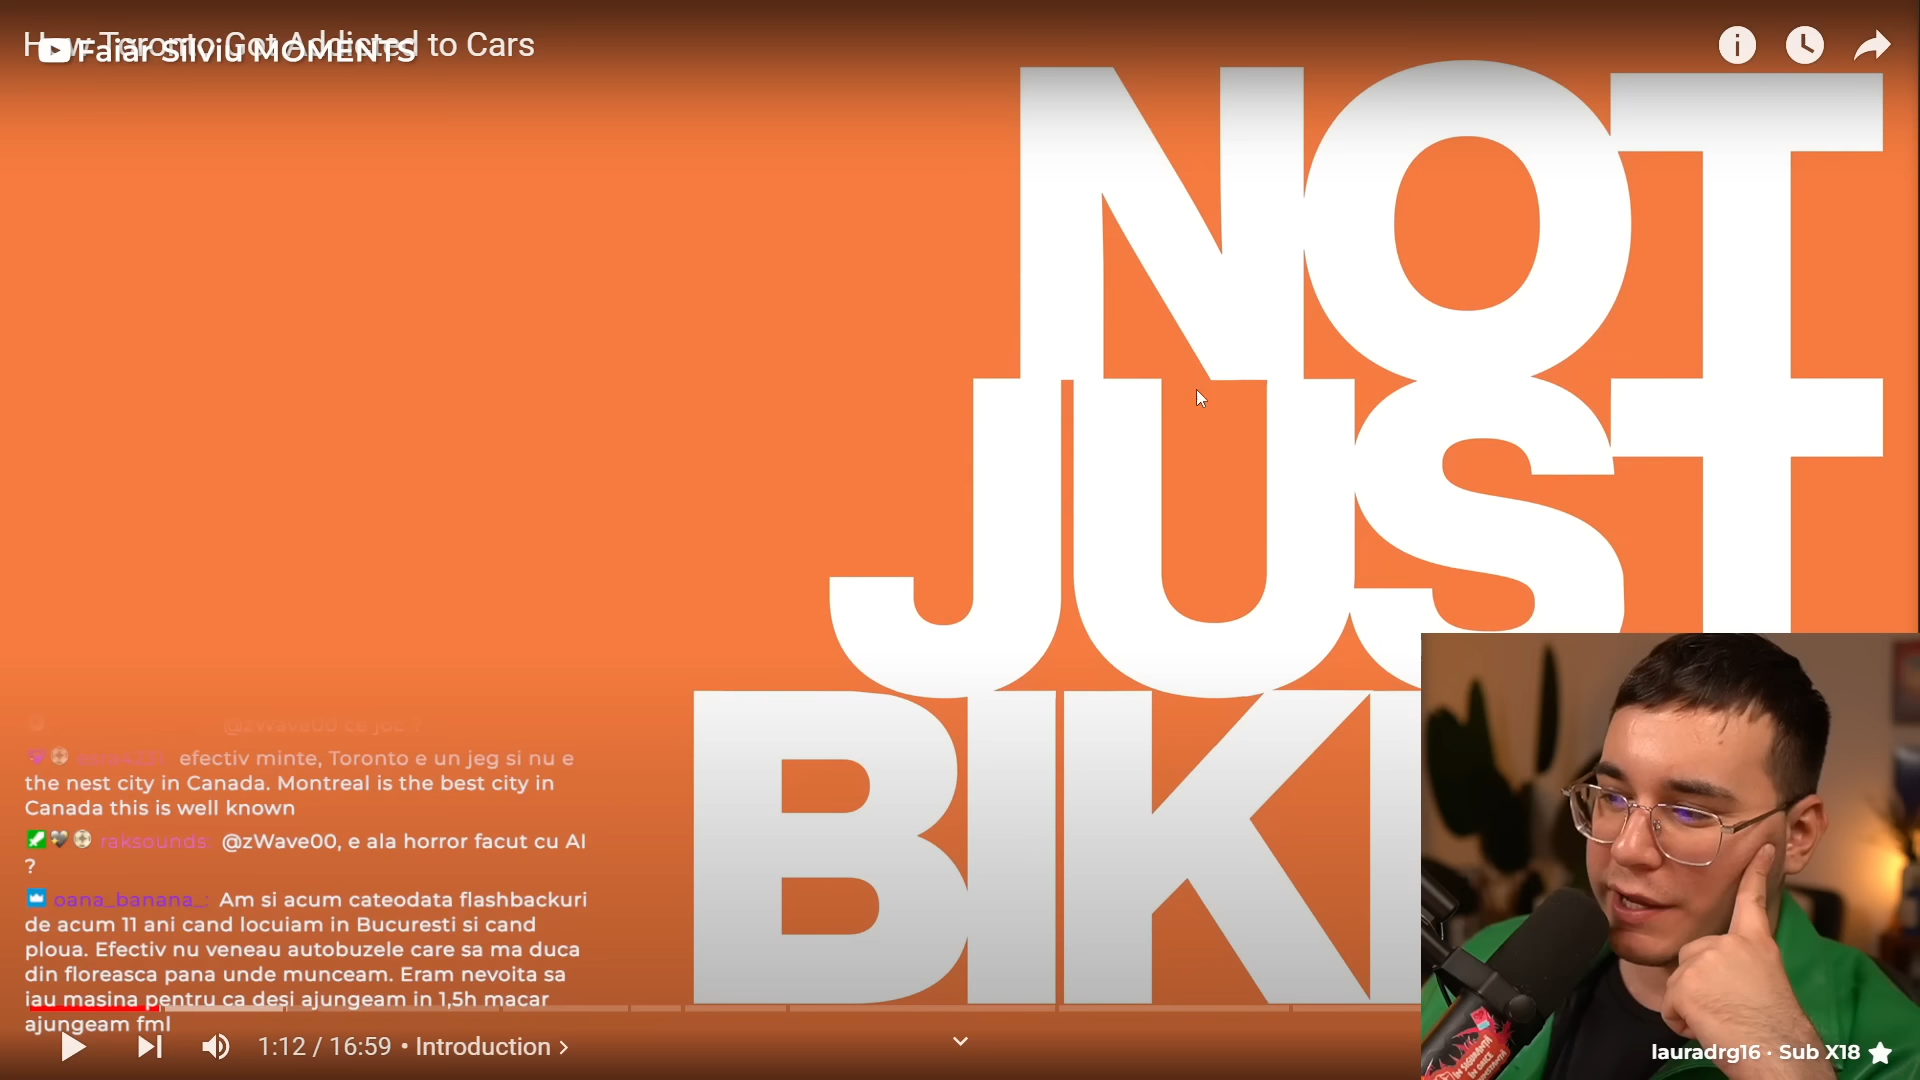 How Toronto Got Addicted to Cars
Faiar Silviu MOMENTS
NOT
JUST
BIK
@zWave00 ce joc ?
efectiv minte, Toronto e un jeg si nu e
the nest city in Canada. Montreal is the best city in
Canada this is well known
raksounds: @zWave00, e ala horror facut cu AI
?
oana_banana_: Am si acum cateodata flashbackuri
de acum 11 ani cand locuiam in Bucuresti si cand
ploua. Efectiv nu veneau autobuzele care sa ma duca
din floreasca pana unde munceam. Eram nevoita sa
iau masina pentru ca desi ajungeam in 1,5h macar
ajungeam fml
1:12 / 16:59 • Introduction >
lauradrg16 · Sub X18